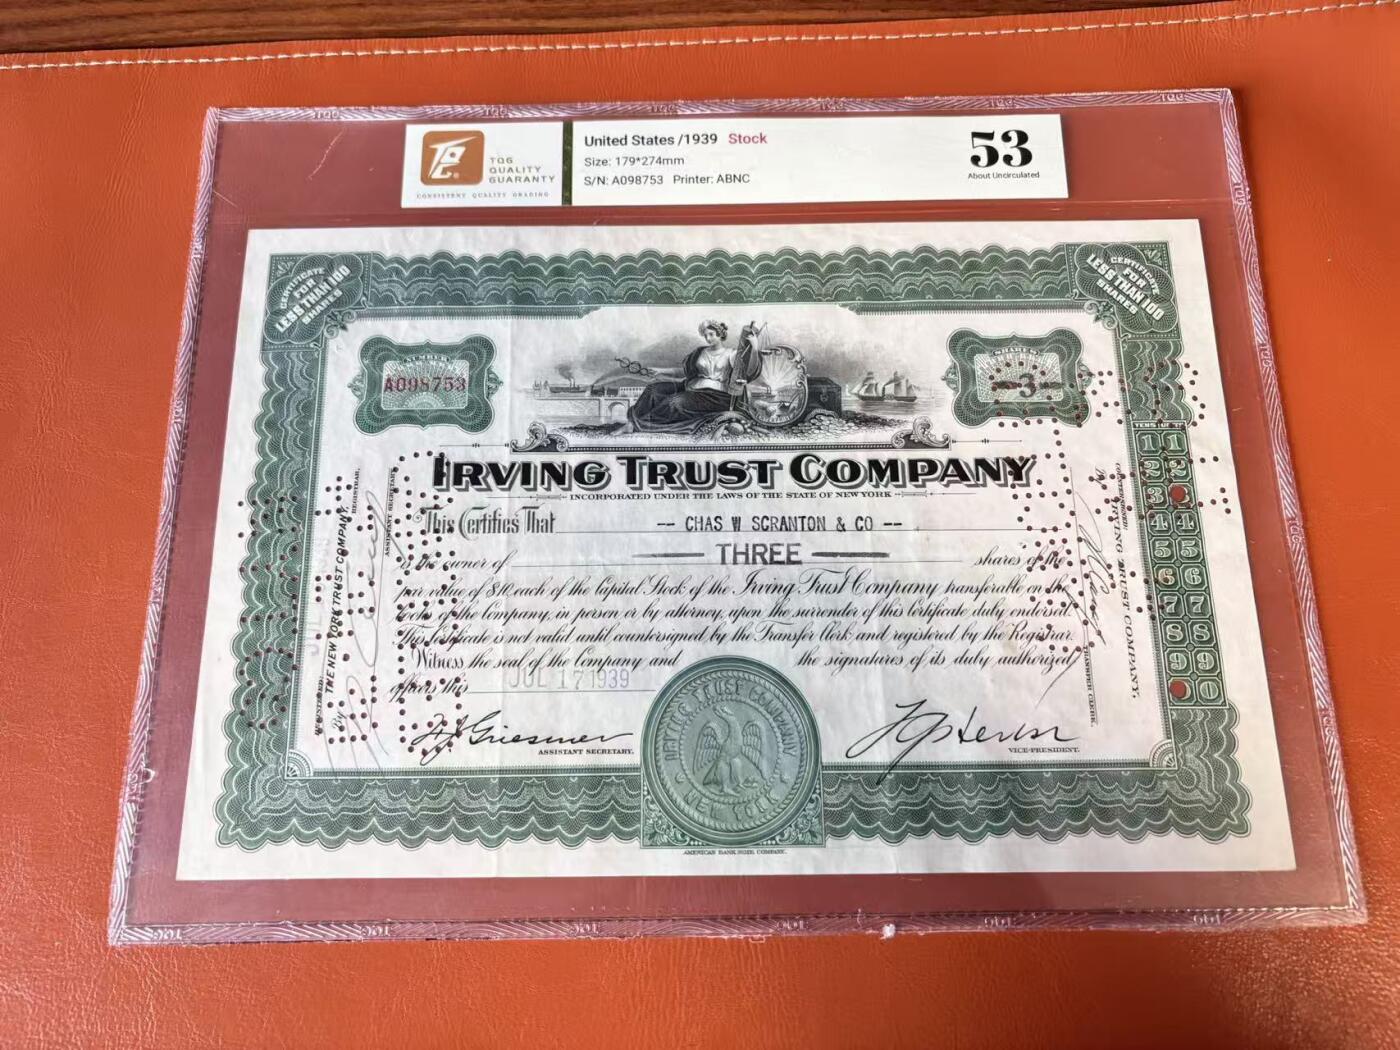 TQG
QUALITY
GUARANTY
CONSISTENT QUALITY GRADING
United States /1939 Stock
Size: 179*274mm
S/N: A098753 Printer: ABNC
53
About Uncirculated
CERTIFICATE
FOR
LESS THAN 100
SHARES
CERTIFICATE
FOR
LESS THAN 100
SHARES
NUMBER
A098753
SHARES
-3-
IRVING TRUST COMPANY
INCORPORATED UNDER THE LAWS OF THE STATE OF NEW YORK
This Certifies That -- CHAS W SCRANTON & CO --
is the owner of THREE shares of the
par value of $10 each of the Capital Stock of the Irving Trust Company transferable on the
books of the Company, in person or by attorney, upon the surrender of this Certificate duly endorsed.
This certificate is not valid until countersigned by the Transfer Clerk and registered by the Registrar.
Witness the seal of the Company and the signatures of its duly authorized
officers this JUL 17 1939
ASSISTANT SECRETARY.
VICE-PRESIDENT.
IRVING TRUST COMPANY
NEW YORK
AMERICAN BANK NOTE COMPANY.
THE NEW YORK TRUST COMPANY,
REGISTRAR,
By
ASSISTANT SECRETARY
COUNTERSIGNED
IRVING TRUST COMPANY,
TRANSFER CLERK.
TENS
1 1
2 2
3
4 4
5 5
6 6
7 7
8 8
9 9
0